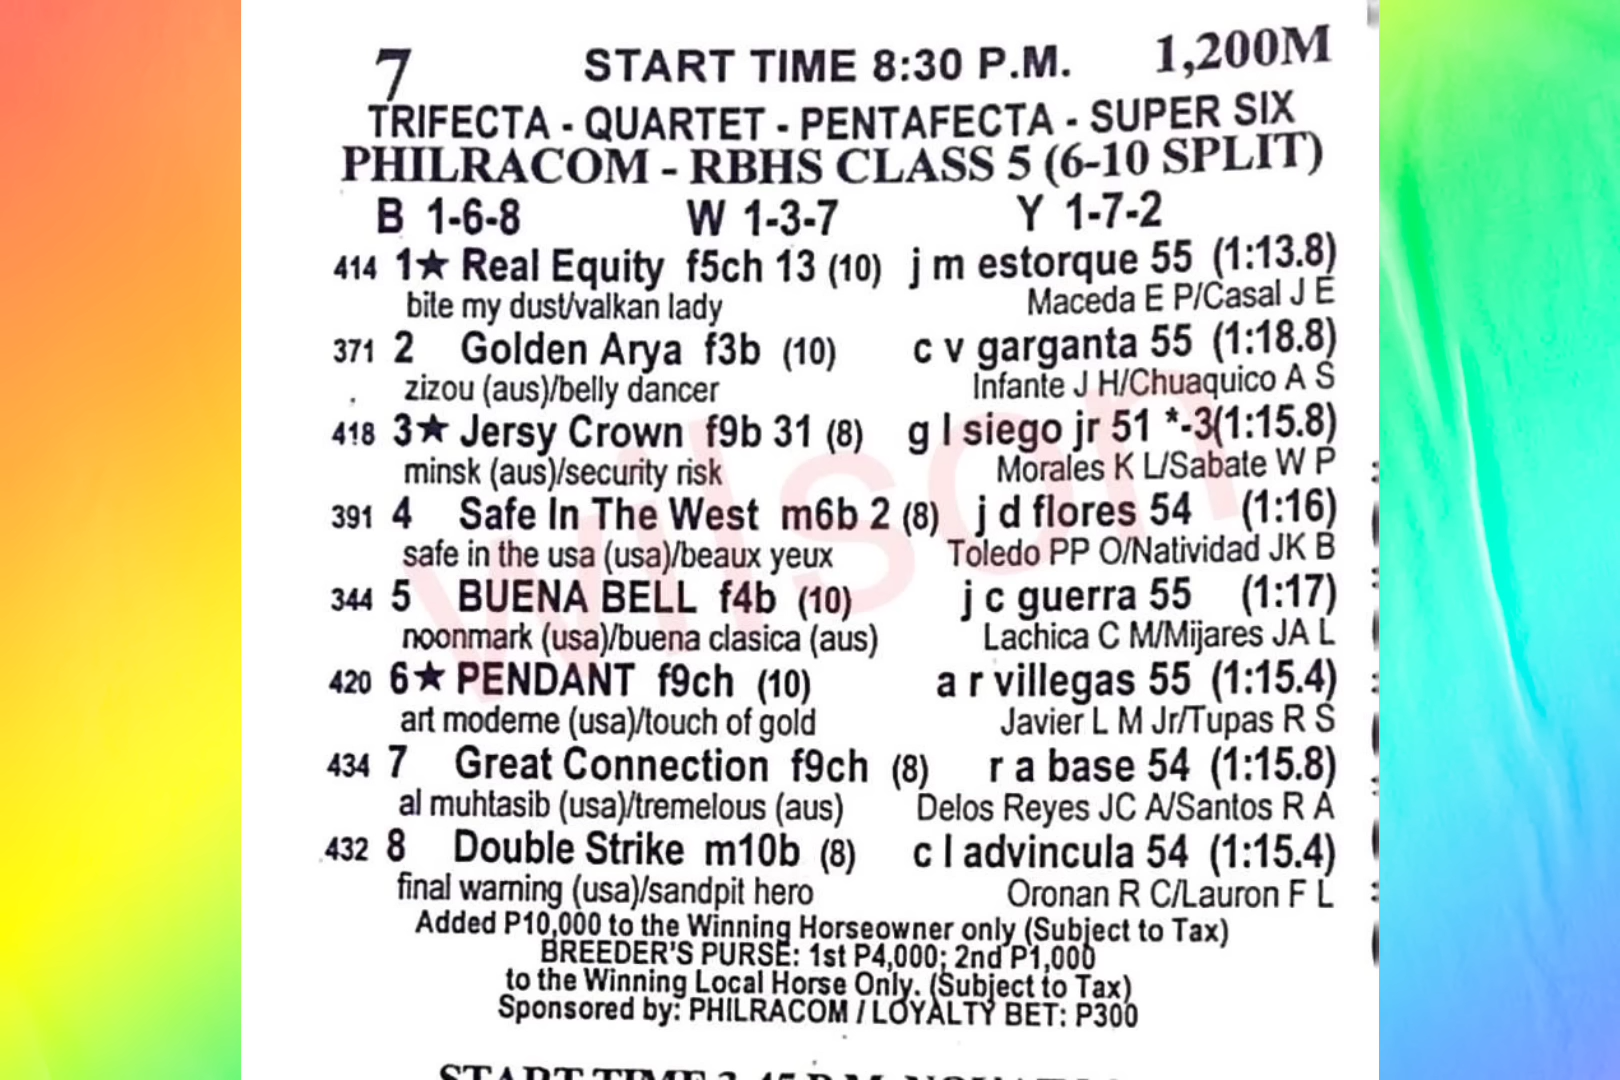 7 START TIME 8:30 P.M. 1,200M
TRIFECTA - QUARTET - PENTAFECTA - SUPER SIX
PHILRACOM - RBHS CLASS 5 (6-10 SPLIT)
B 1-6-8 W 1-3-7 Y 1-7-2
414 1★ Real Equity f5ch 13 (10) j m estorque 55 (1:13.8)
bite my dust/valkan lady Maceda E P/Casal J E
371 2 Golden Arya f3b (10) c v garganta 55 (1:18.8)
zizou (aus)/belly dancer Infante J H/Chuaquico A S
418 3★ Jersy Crown f9b 31 (8) g l siego jr 51 *-3(1:15.8)
minsk (aus)/security risk Morales K L/Sabate W P
391 4 Safe In The West m6b 2 (8) j d flores 54 (1:16)
safe in the usa (usa)/beaux yeux Toledo PP O/Natividad JK B
344 5 BUENA BELL f4b (10) j c guerra 55 (1:17)
noonmark (usa)/buena clasica (aus) Lachica C M/Mijares JA L
420 6★ PENDANT f9ch (10) a r villegas 55 (1:15.4)
art moderne (usa)/touch of gold Javier L M Jr/Tupas R S
434 7 Great Connection f9ch (8) r a base 54 (1:15.8)
al muhtasib (usa)/tremelous (aus) Delos Reyes JC A/Santos R A
432 8 Double Strike m10b (8) c l advincula 54 (1:15.4)
final warning (usa)/sandpit hero Oronan R C/Lauron F L
Added P10,000 to the Winning Horseowner only (Subject to Tax)
BREEDER'S PURSE: 1st P4,000; 2nd P1,000
to the Winning Local Horse Only. (Subject to Tax)
Sponsored by: PHILRACOM / LOYALTY BET: P300
wilson
START TIME